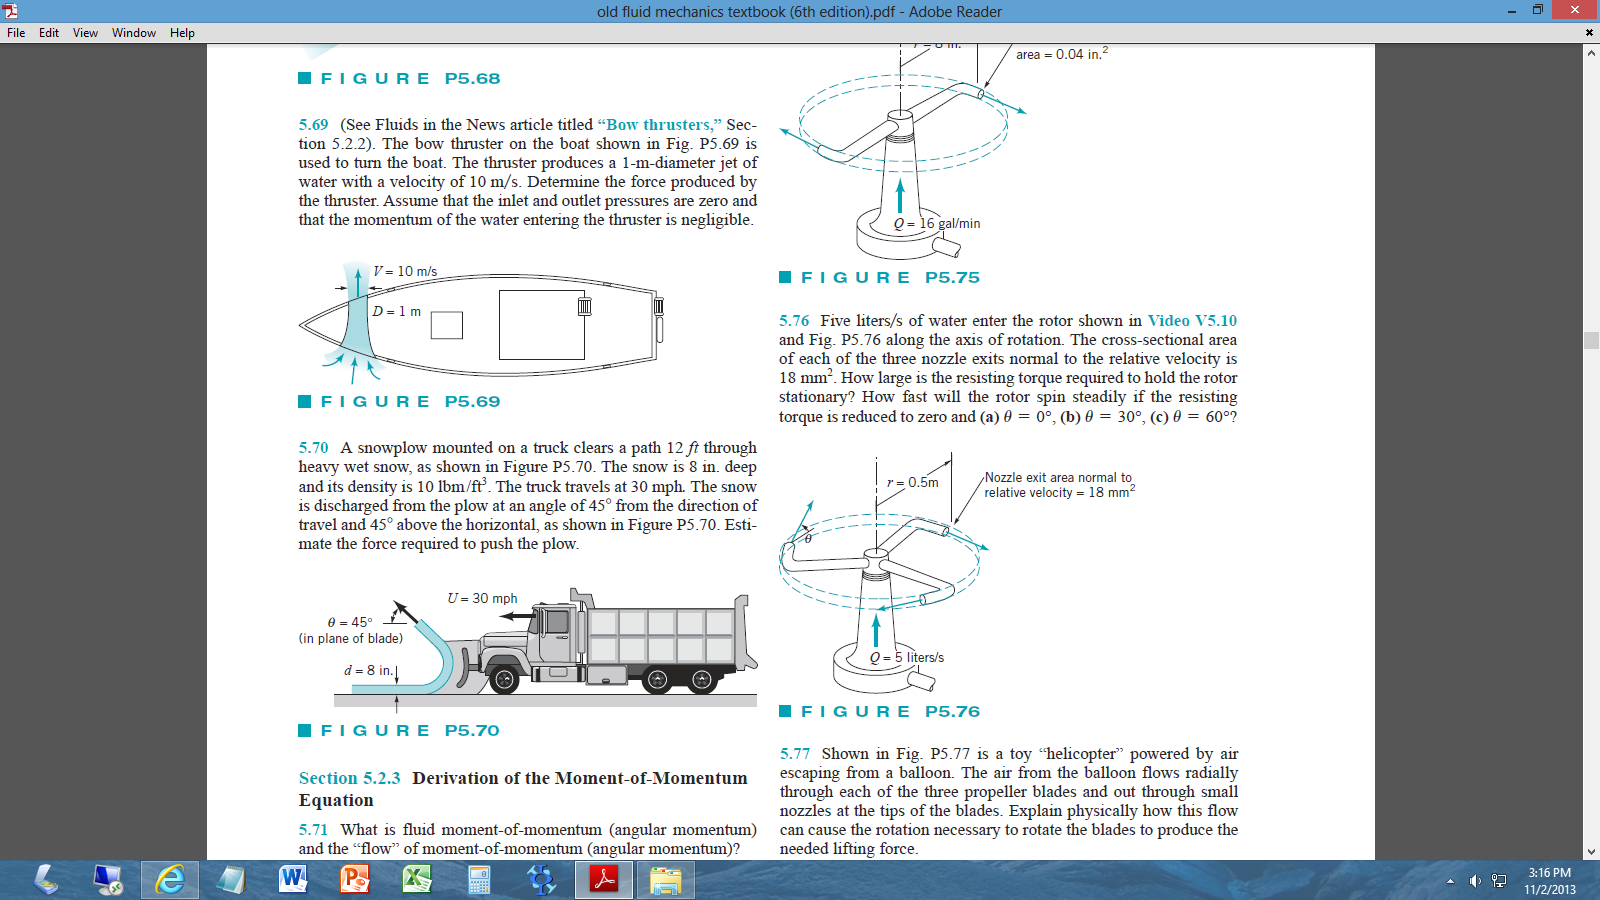 old fluid mechanics textbook (6th edition).pdf - Adobe Reader
File Edit View Window Help
FIGURE P5.68
5.69 (See Fluids in the News article titled “Bow thrusters,” Sec-
tion 5.2.2). The bow thruster on the boat shown in Fig. P5.69 is
used to turn the boat. The thruster produces a 1-m-diameter jet of
water with a velocity of 10 m/s. Determine the force produced by
the thruster. Assume that the inlet and outlet pressures are zero and
that the momentum of the water entering the thruster is negligible.
V = 10 m/s
D = 1 m
FIGURE P5.69
5.70 A snowplow mounted on a truck clears a path 12 ft through
heavy wet snow, as shown in Figure P5.70. The snow is 8 in. deep
and its density is 10 lbm/ft³. The truck travels at 30 mph. The snow
is discharged from the plow at an angle of 45° from the direction of
travel and 45° above the horizontal, as shown in Figure P5.70. Esti-
mate the force required to push the plow.
U = 30 mph
θ = 45°
(in plane of blade)
d = 8 in.
FIGURE P5.70
Section 5.2.3 Derivation of the Moment-of-Momentum
Equation
5.71 What is fluid moment-of-momentum (angular momentum)
and the “flow” of moment-of-momentum (angular momentum)?
area = 0.04 in.²
Q = 16 gal/min
FIGURE P5.75
5.76 Five liters/s of water enter the rotor shown in Video V5.10
and Fig. P5.76 along the axis of rotation. The cross-sectional area
of each of the three nozzle exits normal to the relative velocity is
18 mm². How large is the resisting torque required to hold the rotor
stationary? How fast will the rotor spin steadily if the resisting
torque is reduced to zero and (a) θ = 0°, (b) θ = 30°, (c) θ = 60°?
r = 0.5m
Nozzle exit area normal to
relative velocity = 18 mm²
θ
Q = 5 liters/s
FIGURE P5.76
5.77 Shown in Fig. P5.77 is a toy “helicopter” powered by air
escaping from a balloon. The air from the balloon flows radially
through each of the three propeller blades and out through small
nozzles at the tips of the blades. Explain physically how this flow
can cause the rotation necessary to rotate the blades to produce the
needed lifting force.
3:16 PM
11/2/2013